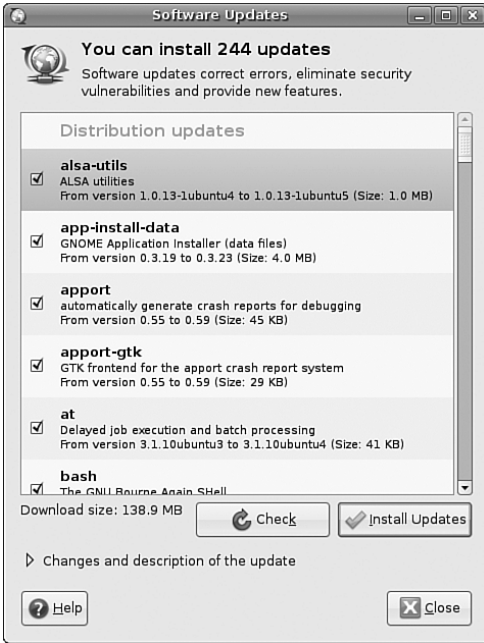 Software Updates
You can install 244 updates
Software updates correct errors, eliminate security
vulnerabilities and provide new features.
Distribution updates
alsa-utils
ALSA utilities
From version 1.0.13-1ubuntu4 to 1.0.13-1ubuntu5 (Size: 1.0 MB)
app-install-data
GNOME Application Installer (data files)
From version 0.3.19 to 0.3.23 (Size: 4.0 MB)
apport
automatically generate crash reports for debugging
From version 0.55 to 0.59 (Size: 45 KB)
apport-gtk
GTK frontend for the apport crash report system
From version 0.55 to 0.59 (Size: 29 KB)
at
Delayed job execution and batch processing
From version 3.1.10ubuntu3 to 3.1.10ubuntu4 (Size: 41 KB)
bash
The GNU Bourne Again SHell
Download size: 138.9 MB
Check
Install Updates
Changes and description of the update
Help
Close